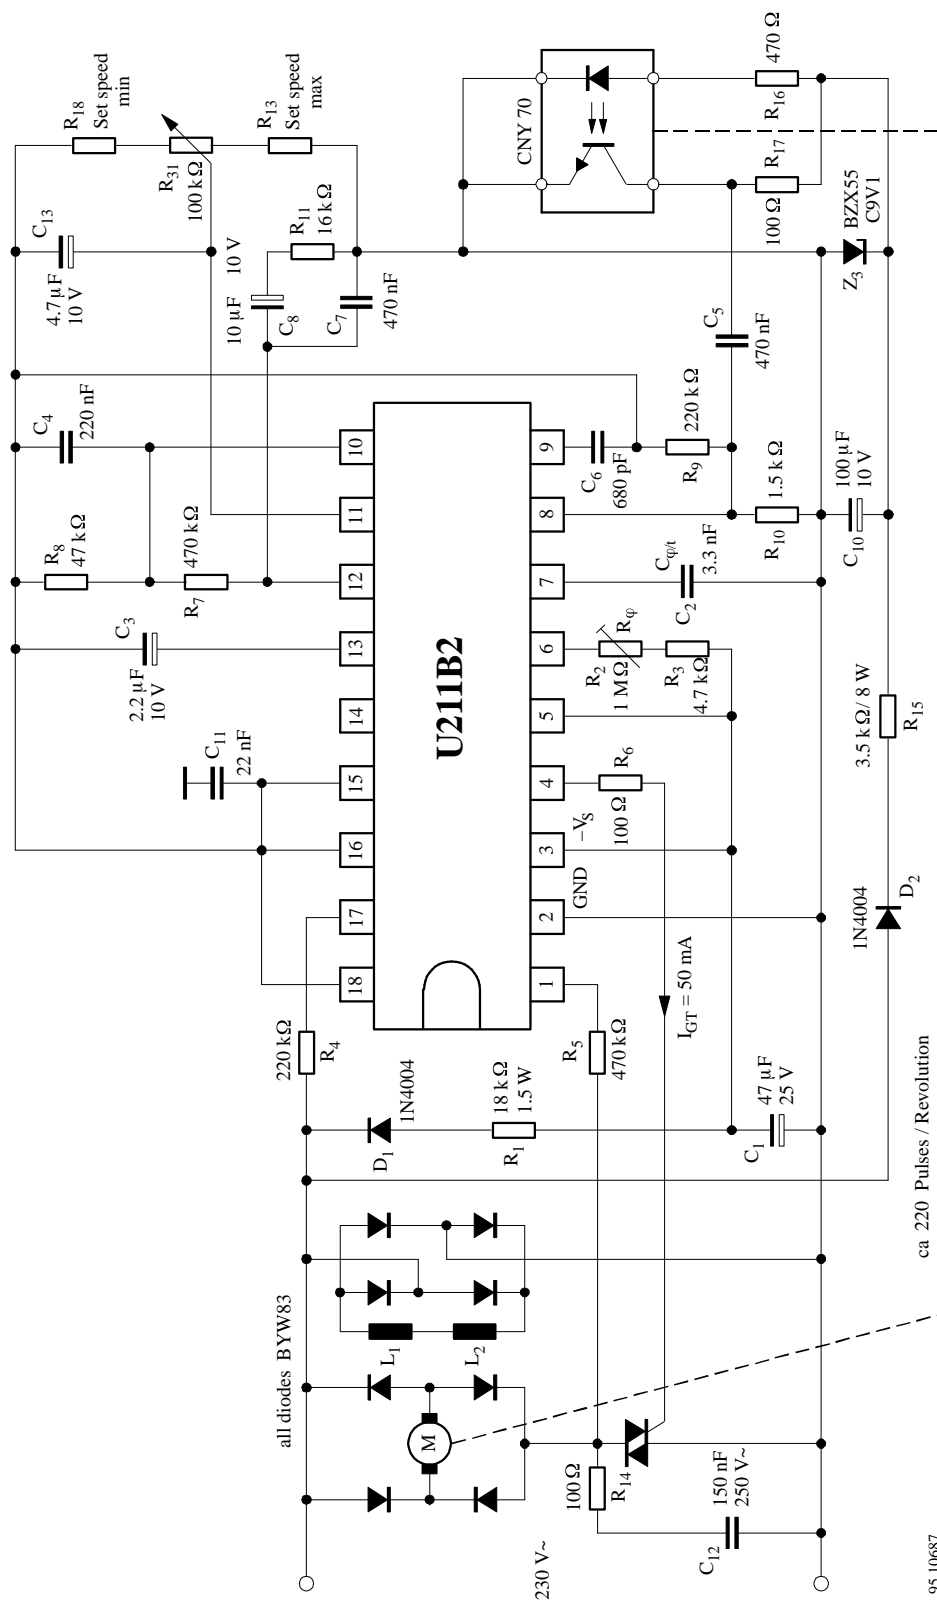 R18
Set speed
min
R31
100 kΩ
R13
Set speed
max
C13
4.7 µF
10 V
R11
16 kΩ
10 µF
10 V
C8
C7
470 nF
CNY 70
470 Ω
R16
R17
100 Ω
BZX55
C9V1
Z3
C5
470 nF
C4
220 nF
R8
47 kΩ
R7
470 kΩ
C3
2.2 µF
10 V
C11
22 nF
10
11
12
13
14
15
16
17
18
U211B2
9
8
7
6
5
4
3
2
1
–VS
GND
C6
680 pF
R9
220 kΩ
R10
1.5 kΩ
C10
100 µF
10 V
Cφ/t
C2
3.3 nF
R2
1 MΩ
Rφ
R3
4.7 kΩ
R6
100 Ω
3.5 kΩ/ 8 W
R15
1N4004
D2
IGT = 50 mA
220 kΩ
R4
D1
1N4004
18 kΩ
1.5 W
R1
R5
470 kΩ
C1
47 µF
25 V
all diodes BYW83
L1
L2
M
100 Ω
R14
C12
150 nF
250 V~
230 V~
ca 220 Pulses / Revolution
95 10687